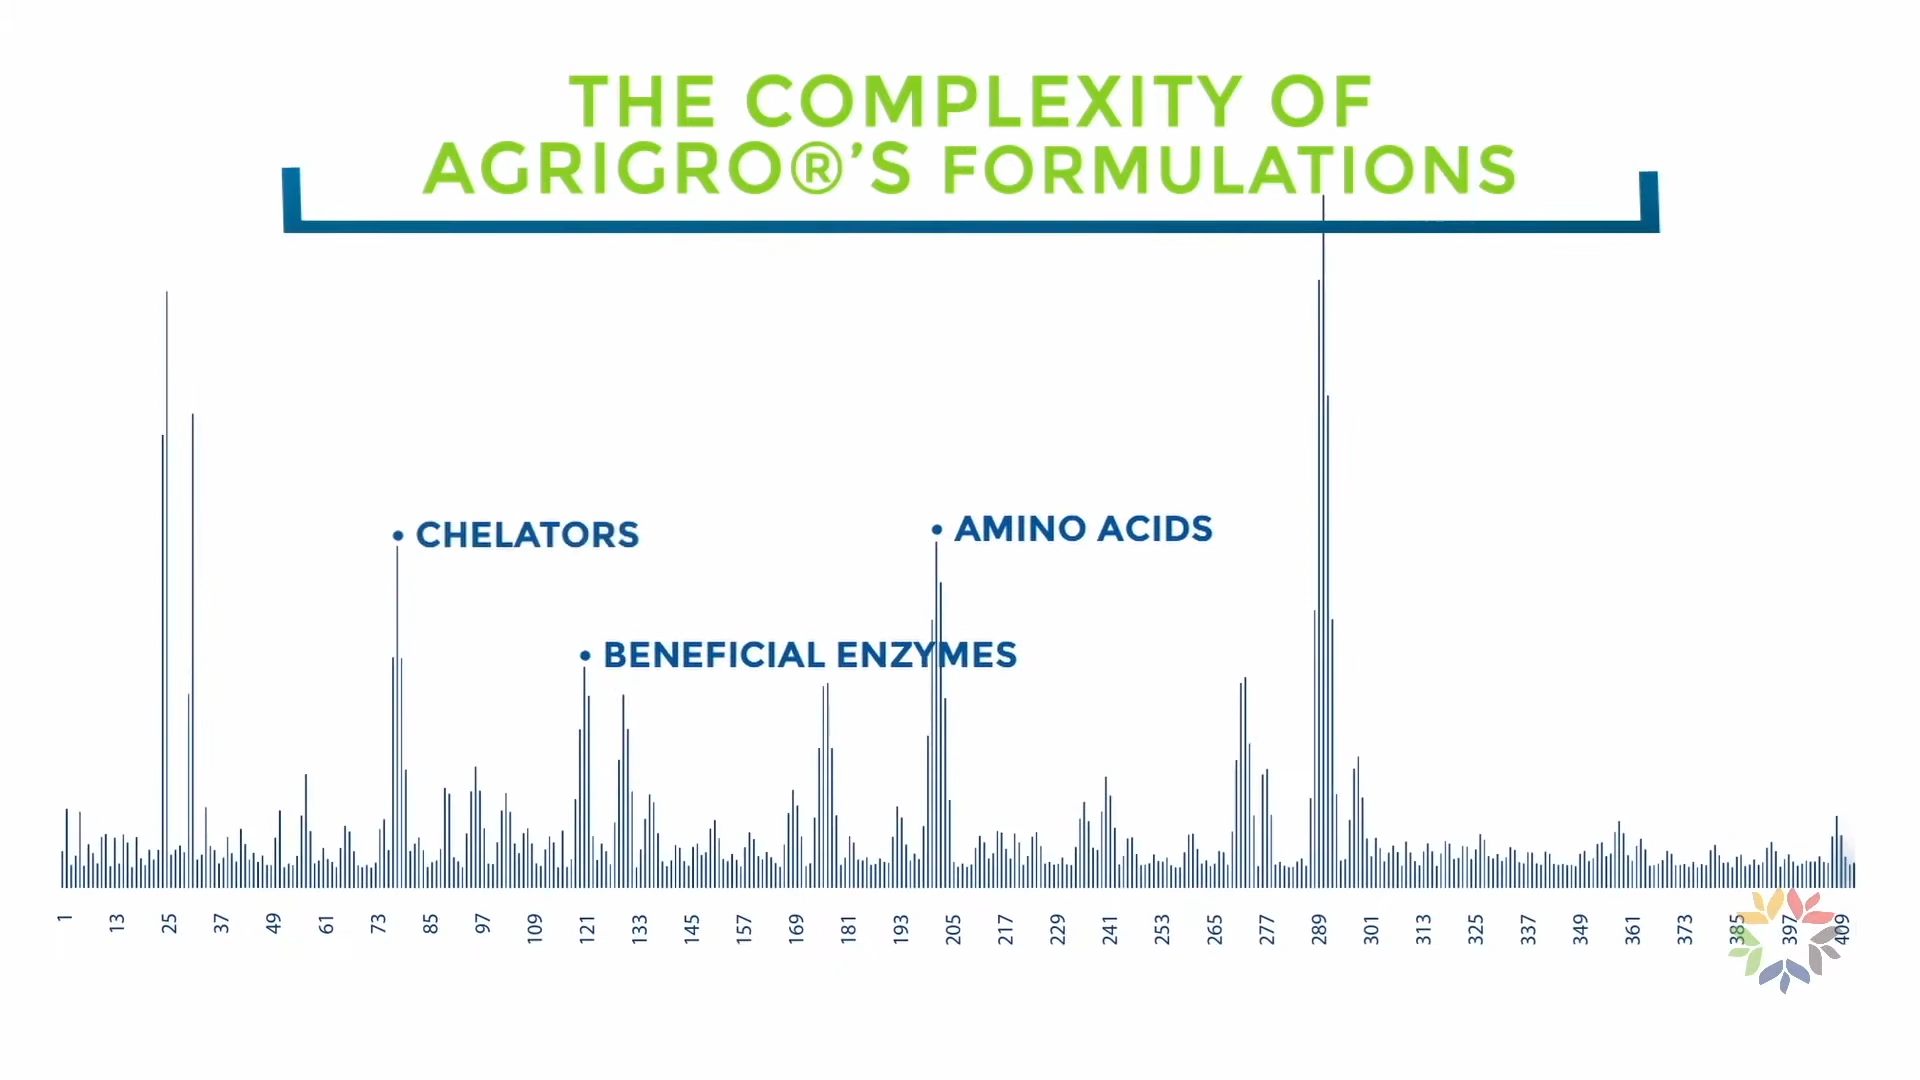 THE COMPLEXITY OF
AGRIGRO®'S FORMULATIONS
• CHELATORS
• AMINO ACIDS
• BENEFICIAL ENZYMES
1 13 25 37 49 61 73 85 97 109 121 133 145 157 169 181 193 205 217 229 241 253 265 277 289 301 313 325 337 349 361 373 385 397 409